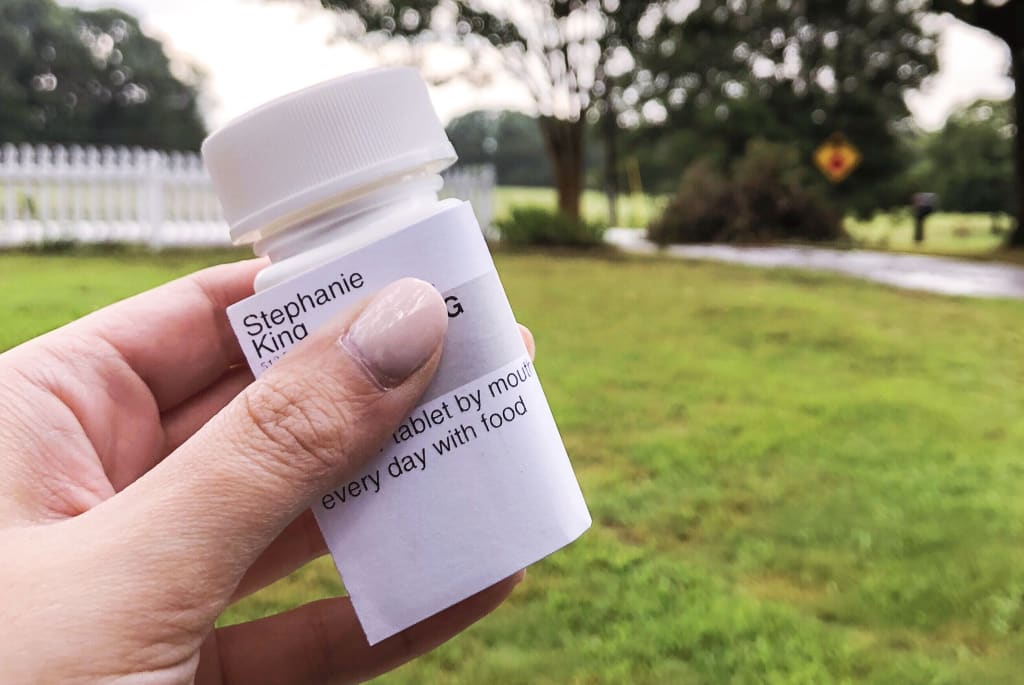 Stephanie
King
G
tablet by mouth
every day with food